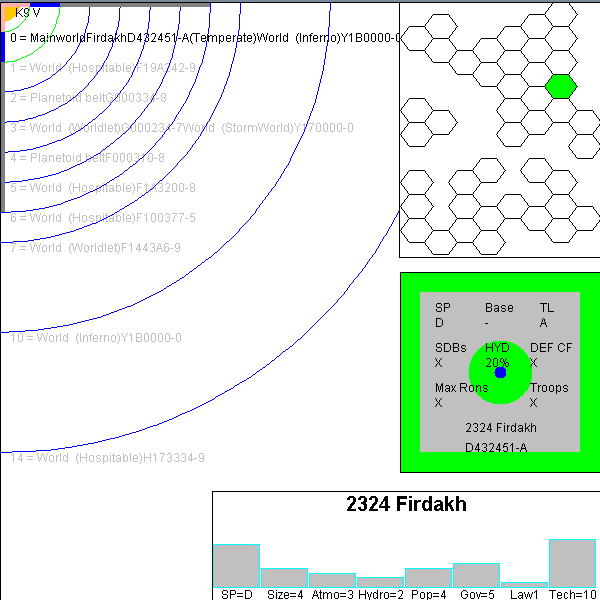 K9 V
0 = MainworldFirdakhD432451-A(Temperate)World (Inferno)Y1B0000-0
1 = World (Hospitable)F19A242-9
2 = Planetoid beltG000334-8
3 = World (Worldlet)G000234-7World (StormWorld)Y170000-0
4 = Planetoid beltF000310-8
5 = World (Hospitable)F1A3200-8
6 = World (Hospitable)F100377-5
7 = World (Worldlet)F1443A6-9
10 = World (Inferno)Y1B0000-0
14 = World (Hospitable)H173334-9
SP Base TL
D - A
SDBs HYD DEF CF
X 20% X
Max Rons Troops
X X
2324 Firdakh
D432451-A
2324 Firdakh
SP=D Size=4 Atmo=3 Hydro=2 Pop=4 Gov=5 Law1 Tech=10